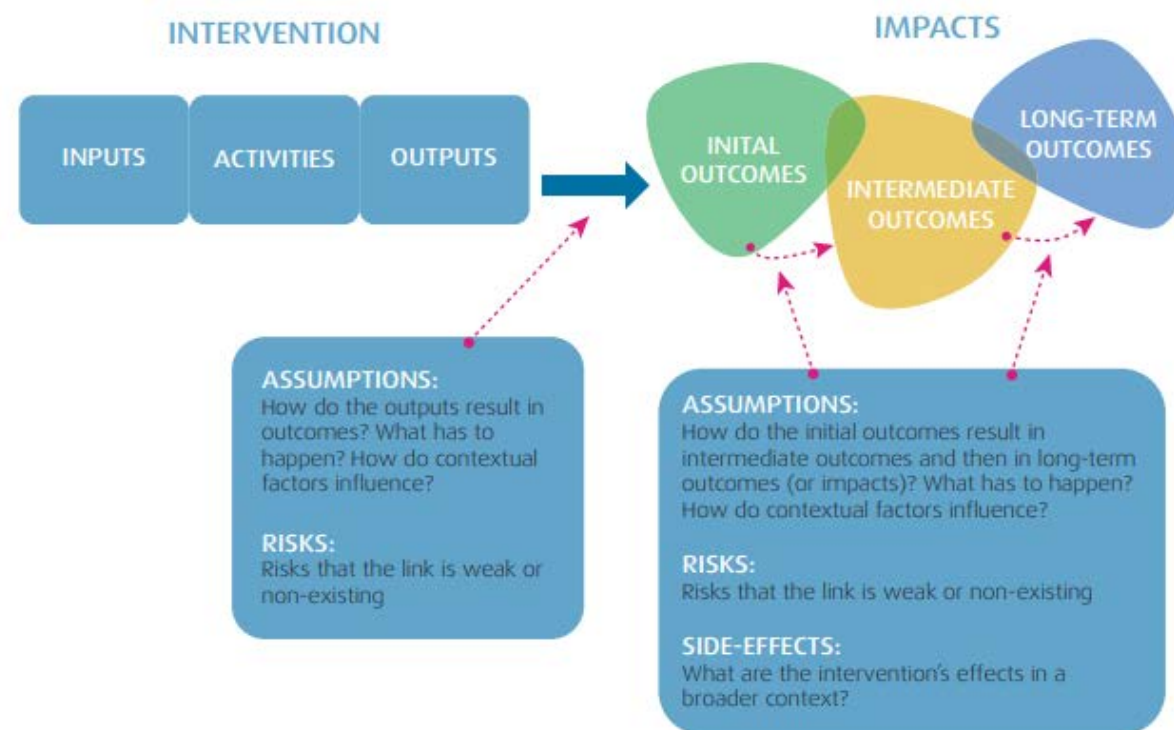 INTERVENTION
IMPACTS
INPUTS
ACTIVITIES
OUTPUTS
INITAL
OUTCOMES
INTERMEDIATE
OUTCOMES
LONG-TERM
OUTCOMES
ASSUMPTIONS:
How do the outputs result in
outcomes? What has to
happen? How do contextual
factors influence?
RISKS:
Risks that the link is weak or
non-existing
ASSUMPTIONS:
How do the initial outcomes result in
intermediate outcomes and then in long-term
outcomes (or impacts)? What has to happen?
How do contextual factors influence?
RISKS:
Risks that the link is weak or non-existing
SIDE-EFFECTS:
What are the intervention's effects in a
broader context?